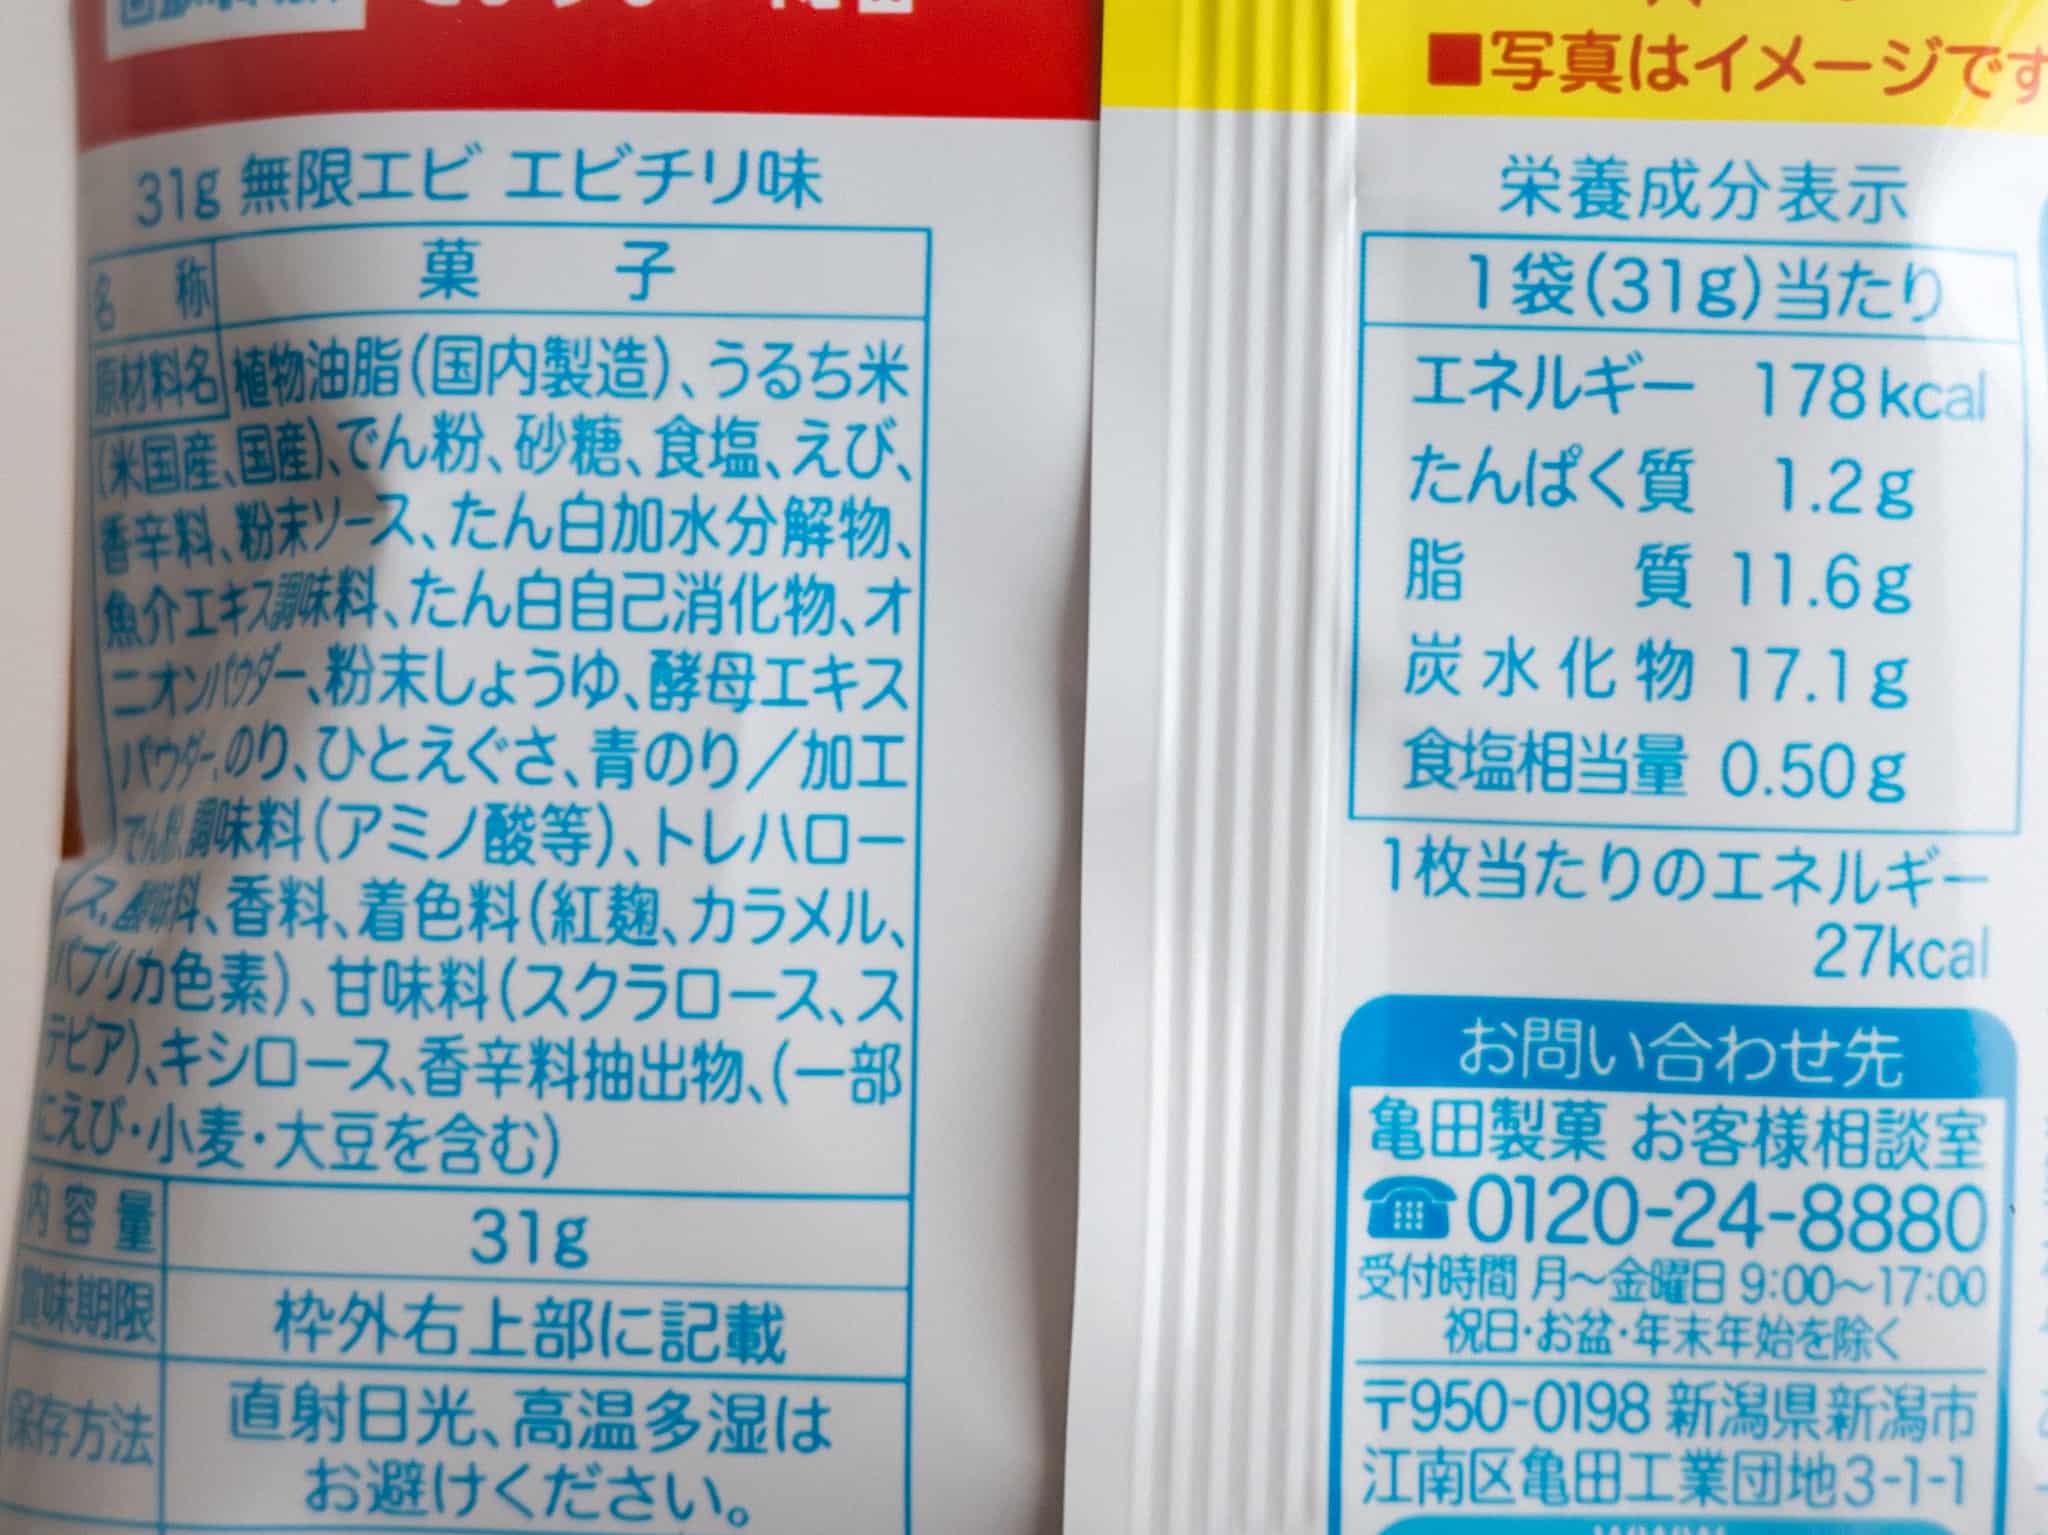 ■写真はイメージです
31g 無限エビ エビチリ味
名 称 菓 子
原材料名 植物油脂(国内製造)、うるち米
(米国産、国産)、でん粉、砂糖、食塩、えび、
香辛料、粉末ソース、たん白加水分解物、
魚介エキス調味料、たん白自己消化物、オ
ニオンパウダー、粉末しょうゆ、酵母エキス
パウダー、のり、ひとえぐさ、青のり／加工
でん粉、調味料(アミノ酸等)、トレハロー
ス、酸味料、香料、着色料(紅麹、カラメル、
パプリカ色素)、甘味料(スクラロース、ス
テビア)、キシロース、香辛料抽出物、(一部
にえび・小麦・大豆を含む)
内容量 31g
賞味期限 枠外右上部に記載
保存方法 直射日光、高温多湿は
お避けください。
栄養成分表示
1袋(31g)当たり
エネルギー 178kcal
たんぱく質 1.2g
脂 質 11.6g
炭水化物 17.1g
食塩相当量 0.50g
1枚当たりのエネルギー
27kcal
お問い合わせ先
亀田製菓 お客様相談室
☎0120-24-8880
受付時間 月～金曜日 9:00～17:00
祝日・お盆・年末年始を除く
〒950-0198 新潟県新潟市
江南区亀田工業団地3-1-1